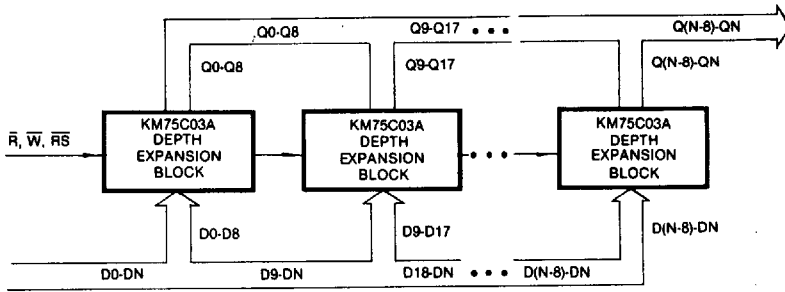 Q0-Q8 Q9-Q17 • • • Q(N-8)-QN
Q0-Q8 Q9-Q17 Q(N-8)-QN
R̅, W̅, R̅S̅
KM75C03A
DEPTH
EXPANSION
BLOCK
KM75C03A
DEPTH
EXPANSION
BLOCK
• • •
KM75C03A
DEPTH
EXPANSION
BLOCK
D0-D8 D9-D17 D(N-8)-DN
D0-DN D9-DN D18-DN • • • D(N-8)-DN